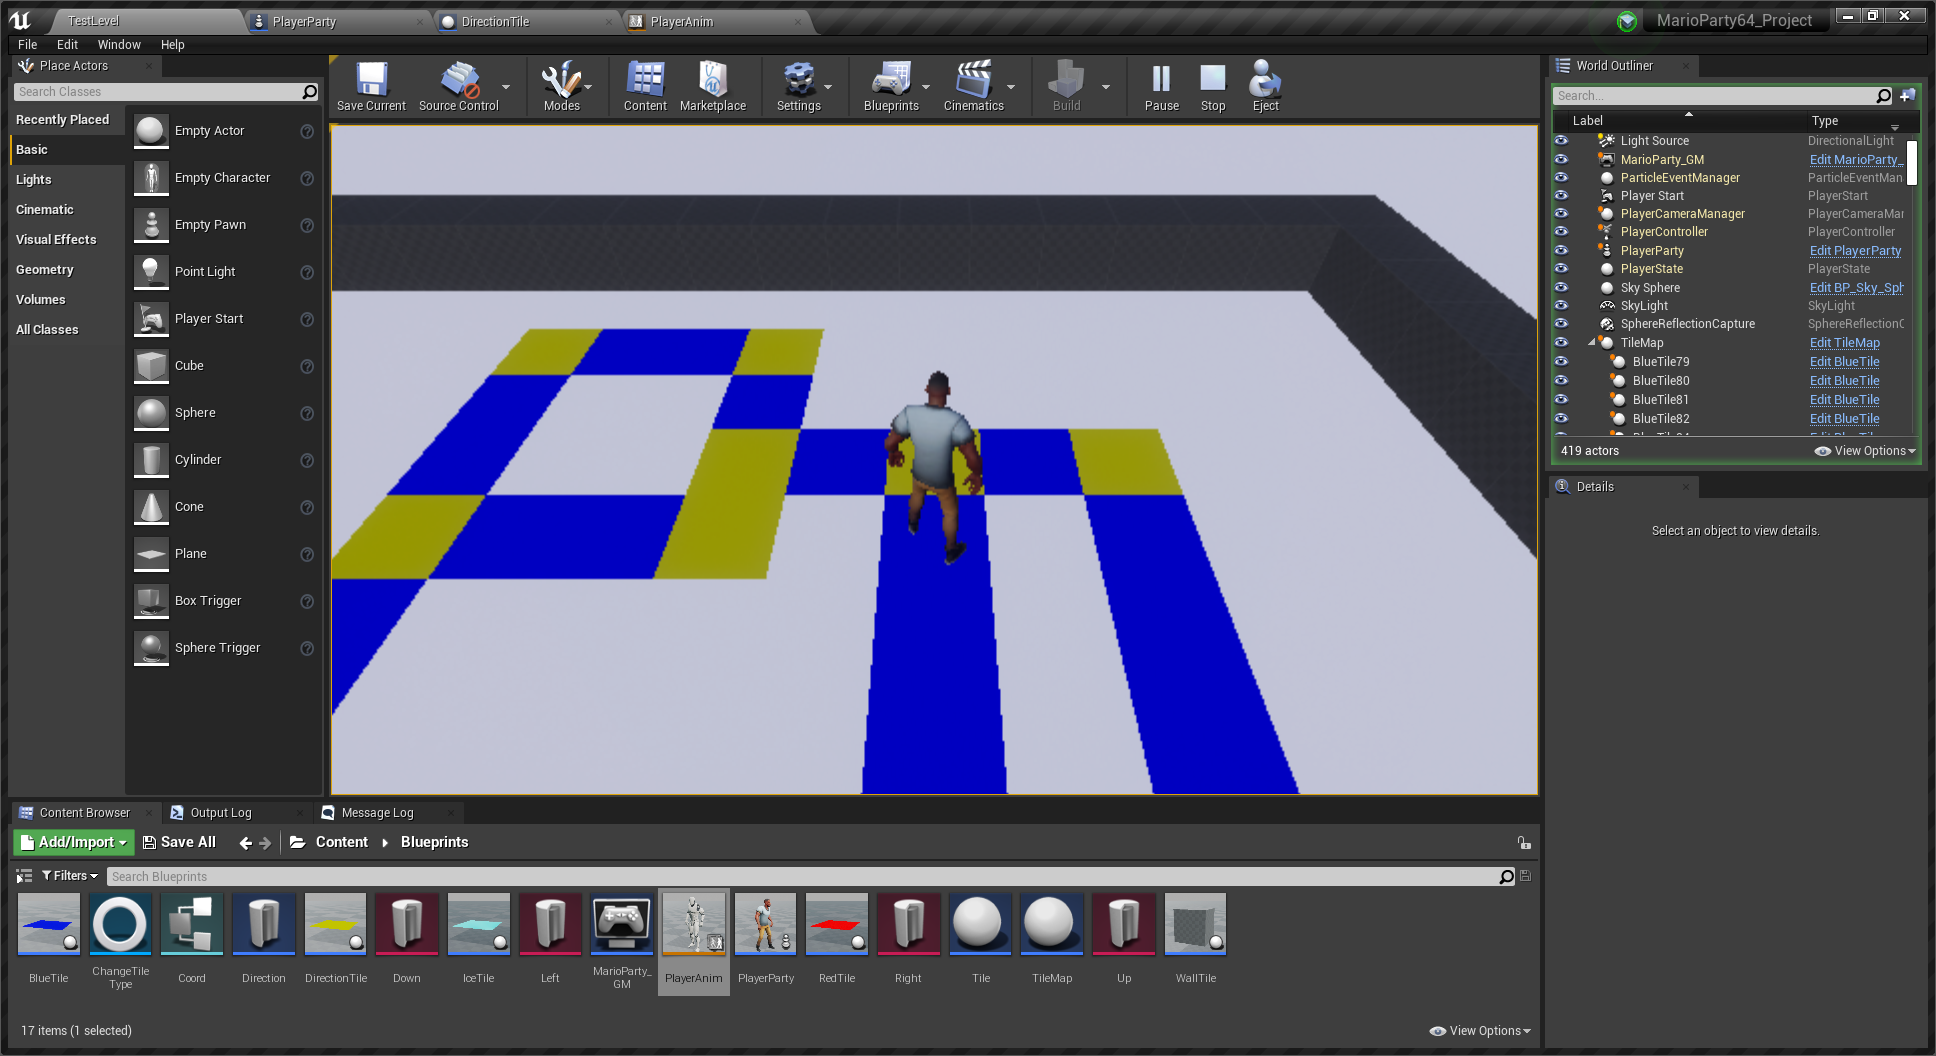 TestLevel
PlayerParty
DirectionTile
PlayerAnim
MarioParty64_Project
File Edit Window Help
Place Actors
Search Classes
Recently Placed
Basic
Lights
Cinematic
Visual Effects
Geometry
Volumes
All Classes
Empty Actor
Empty Character
Empty Pawn
Point Light
Player Start
Cube
Sphere
Cylinder
Cone
Plane
Box Trigger
Sphere Trigger
Save Current
Source Control
Modes
Content
Marketplace
Settings
Blueprints
Cinematics
Build
Pause
Stop
Eject
World Outliner
Search...
Label Type
Light Source DirectionalLight
MarioParty_GM Edit MarioParty_
ParticleEventManager ParticleEventMan
Player Start PlayerStart
PlayerCameraManager PlayerCameraMar
PlayerController PlayerController
PlayerParty Edit PlayerParty
PlayerState PlayerState
Sky Sphere Edit BP_Sky_Sph
SkyLight SkyLight
SphereReflectionCapture SphereReflectionC
TileMap Edit TileMap
BlueTile79 Edit BlueTile
BlueTile80 Edit BlueTile
BlueTile81 Edit BlueTile
BlueTile82 Edit BlueTile
419 actors View Options
Details
Select an object to view details.
Content Browser
Output Log
Message Log
Add/Import Save All Content Blueprints
Filters Search Blueprints
BlueTile
ChangeTile
Type
Coord
Direction
DirectionTile
Down
IceTile
Left
MarioParty_
GM
PlayerAnim
PlayerParty
RedTile
Right
Tile
TileMap
Up
WallTile
17 items (1 selected) View Options